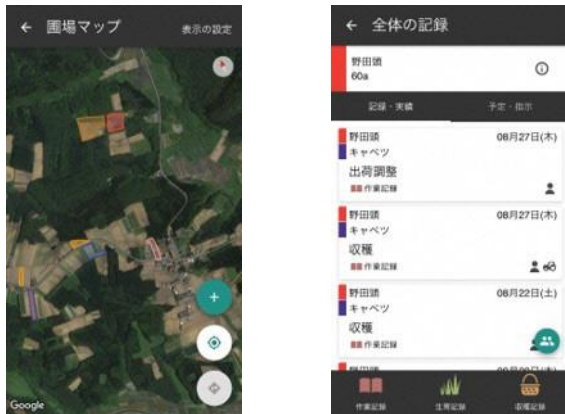 ← 圃場マップ
表示の設定
Google
← 全体の記録
野田頭
60a
記録・実績
予定・指示
野田頭 08月27日(木)
キャベツ
出荷調整
作業記録
野田頭 08月27日(木)
キャベツ
収穫
作業記録
野田頭 08月22日(土)
キャベツ
収穫
作業記録
作業記録
生育記録
収穫記録